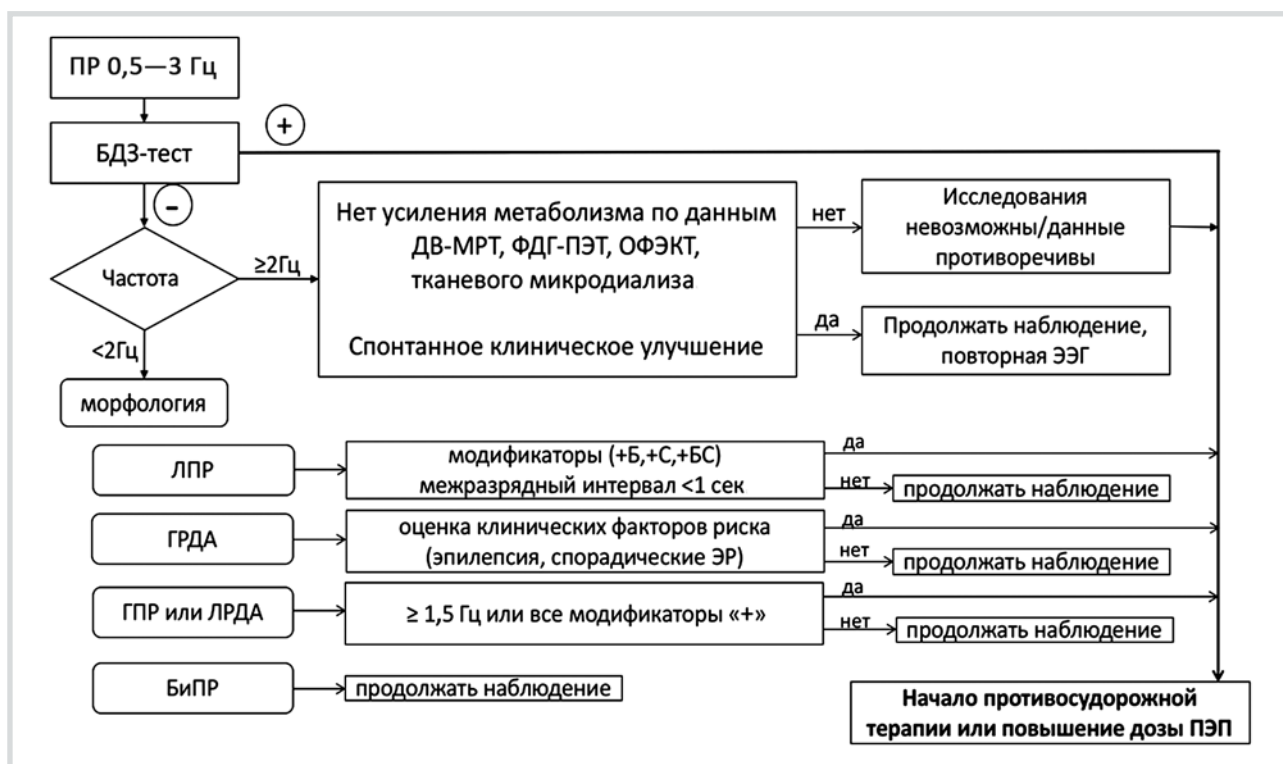 ПР 0,5—3 Гц
+
БДЗ-тест
−
Нет усиления метаболизма по данным
ДВ-МРТ, ФДГ-ПЭТ, ОФЭКТ,
тканевого микродиализа
Спонтанное клиническое улучшение
нет
Исследования
невозможны/данные
противоречивы
Частота
≥2Гц
да
Продолжать наблюдение,
повторная ЭЭГ
<2Гц
морфология
ЛПР
модификаторы (+Б,+С,+БС)
межразрядный интервал <1 сек
да
нет
продолжать наблюдение
ГРДА
оценка клинических факторов риска
(эпилепсия, спорадические ЭР)
да
нет
продолжать наблюдение
ГПР или ЛРДА
≥ 1,5 Гц или все модификаторы «+»
да
нет
продолжать наблюдение
БиПР
продолжать наблюдение
Начало противосудорожной
терапии или повышение дозы ПЭП